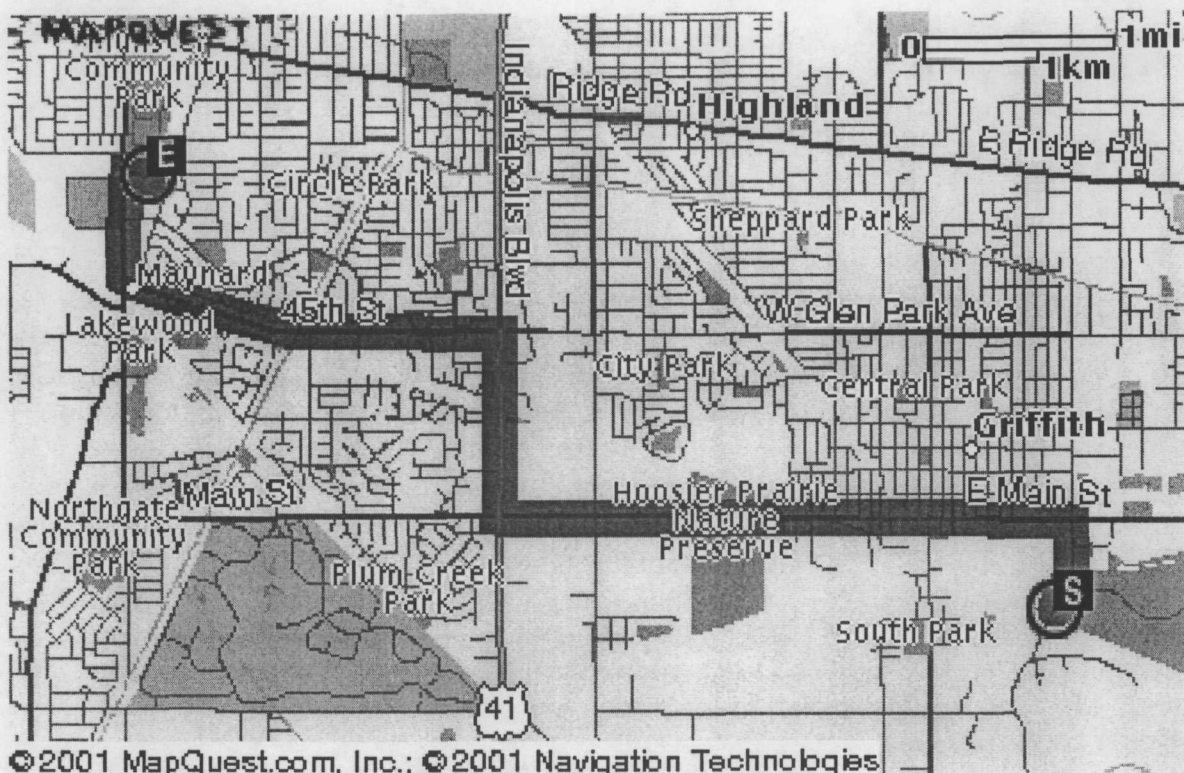 MAPQUEST
Munster
Community
Park
E
Indianapolis Blvd
Ridge Rd
Highland
0
1mi
1km
E Ridge Rd
Circle Park
Sheppard Park
Maynard
45th St
W Glen Park Ave
Lakewood
Park
City Park
Central Park
Griffith
Main St
Hoosier Prairie
Nature
Preserve
E Main St
Northgate
Community
Park
Plum Creek
Park
S
South Park
41
©2001 MapQuest.com, Inc.; ©2001 Navigation Technologies